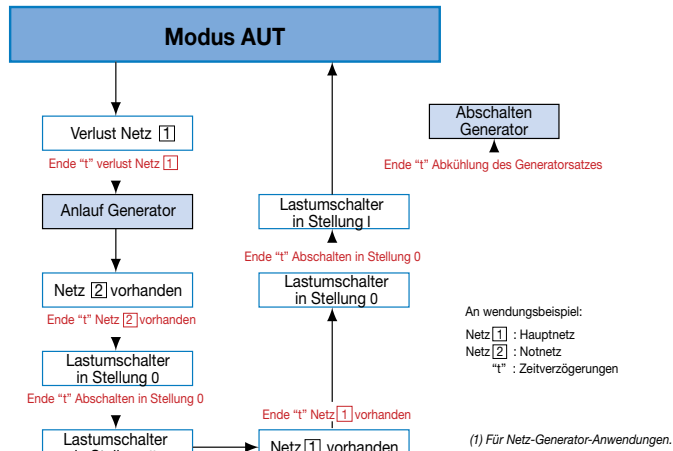 Modus AUT
Verlust Netz 1
Ende “t” verlust Netz 1
Anlauf Generator
Netz 2 vorhanden
Ende “t” Netz 2 vorhanden
Lastumschalter
in Stellung 0
Ende “t” Abschalten in Stellung 0
Lastumschalter
in
Netz 1 vorhanden
Ende “t” Netz 1 vorhanden
Lastumschalter
in Stellung 0
Ende “t” Abschalten in Stellung 0
Lastumschalter
in Stellung I
Abschalten
Generator
Ende “t” Abkühlung des Generatorsatzes
An wendungsbeispiel:
Netz 1 : Hauptnetz
Netz 2 : Notnetz
“t” : Zeitverzögerungen
(1) Für Netz-Generator-Anwendungen.